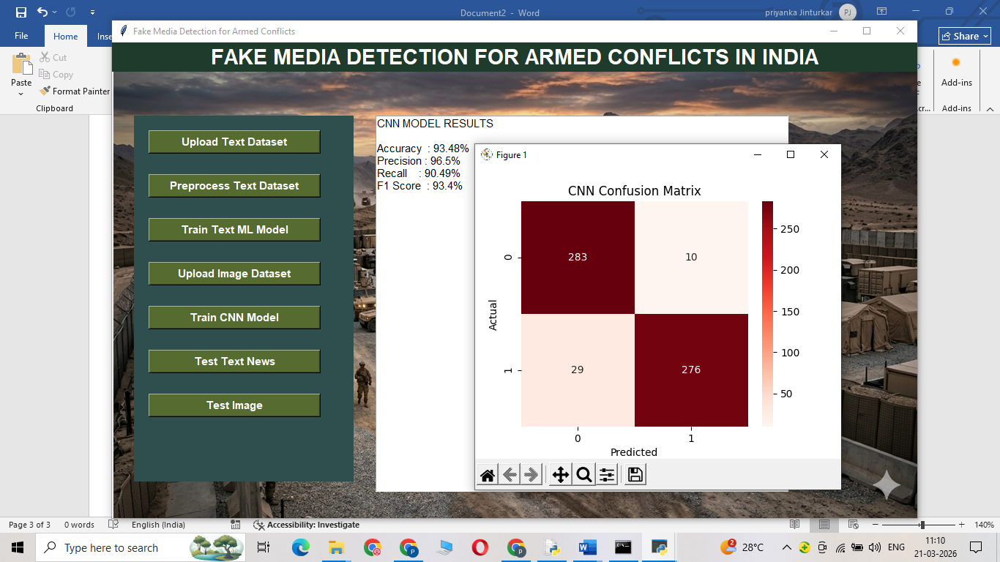 Document2 - Word
priyanka Jinturkar
PJ
File
Home
Inse
Share
Fake Media Detection for Armed Conflicts
FAKE MEDIA DETECTION FOR ARMED CONFLICTS IN INDIA
Paste
Cut
Copy
Format Painter
Clipboard
e
cr...
Add-ins
Add-ins
Upload Text Dataset
Preprocess Text Dataset
Train Text ML Model
Upload Image Dataset
Train CNN Model
Test Text News
Test Image
CNN MODEL RESULTS
Accuracy : 93.48%
Precision : 96.5%
Recall : 90.49%
F1 Score : 93.4%
Figure 1
CNN Confusion Matrix
283
10
29
276
0
1
Actual
0
1
Predicted
250
200
150
100
50
Page 3 of 3
0 words
English (India)
Accessibility: Investigate
140%
Type here to search
2
28°C
ENG
11:10
21-03-2026